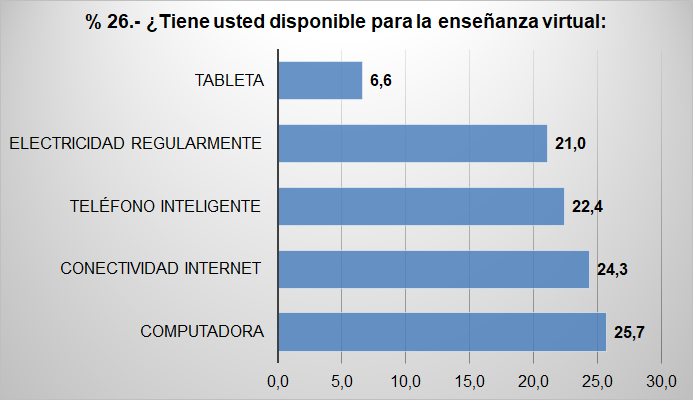 % 26.- ¿Tiene usted disponible para la enseñanza virtual:
TABLETA 6,6
ELECTRICIDAD REGULARMENTE 21,0
TELÉFONO INTELIGENTE 22,4
CONECTIVIDAD INTERNET 24,3
COMPUTADORA 25,7
0,0 5,0 10,0 15,0 20,0 25,0 30,0